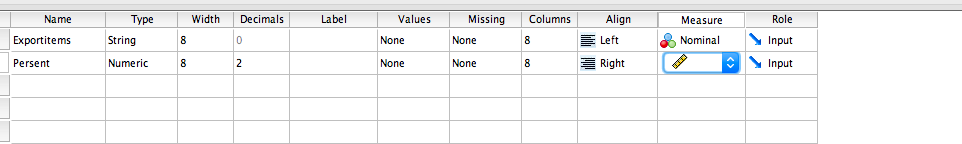 Name Type Width Decimals Label Values Missing Columns Align Measure Role
Exportitems String 8 0 None None 8 Left Nominal Input
Persent Numeric 8 2 None None 8 Right Input